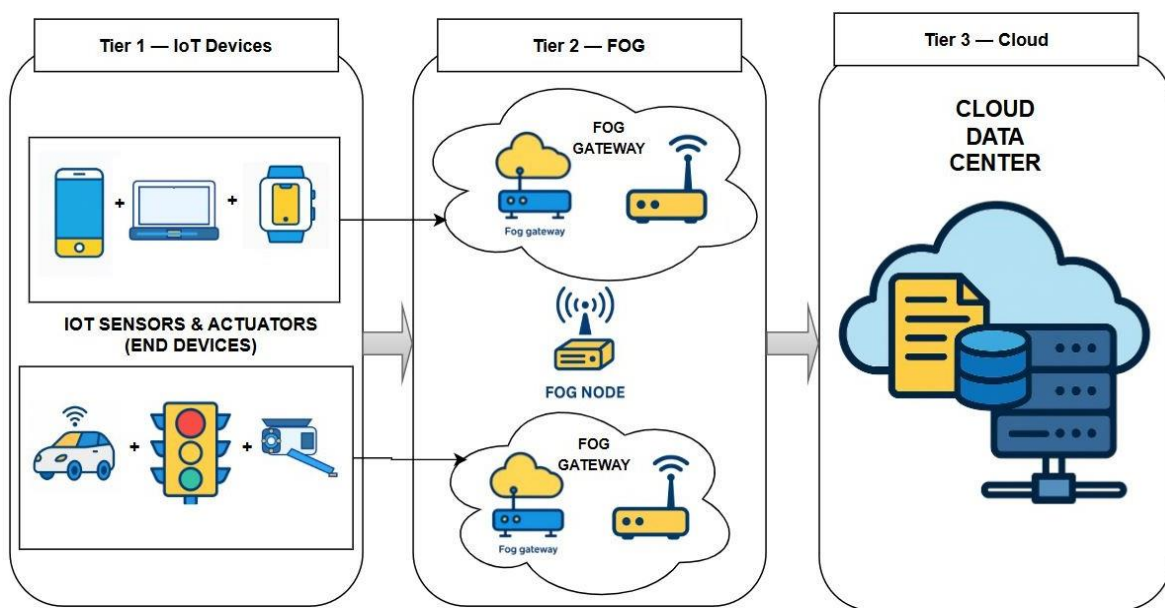 Tier 1 — IoT Devices
IOT SENSORS & ACTUATORS
(END DEVICES)
+
+
+
+
Tier 2 — FOG
FOG
GATEWAY
Fog gateway
FOG NODE
FOG
GATEWAY
Fog gateway
Tier 3 — Cloud
CLOUD
DATA
CENTER